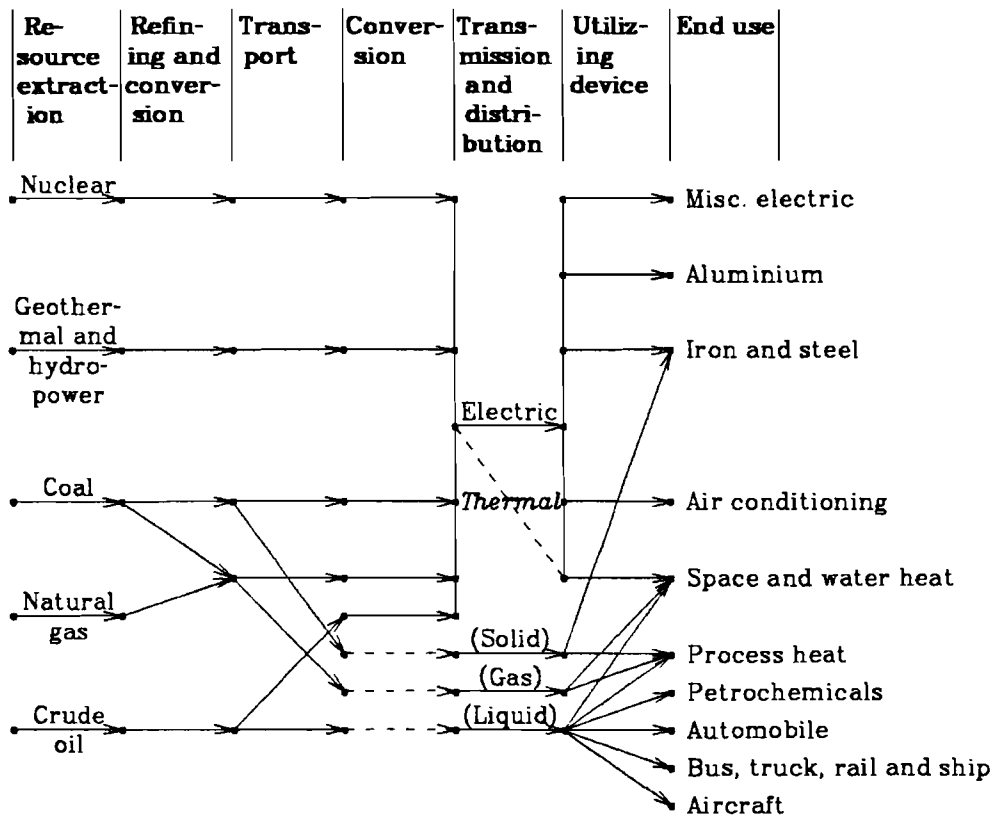 Re-
source
extract-
ion
Refin-
ing and
conver-
sion
Trans-
port
Conver-
sion
Trans-
mission
and
distri-
bution
Utiliz-
ing
device
End use
Nuclear
Misc. electric
Aluminium
Geother-
mal and
hydro-
power
Iron and steel
Electric
Coal
Thermal
Air conditioning
Space and water heat
Natural
gas
(Solid)
Process heat
(Gas)
Petrochemicals
Crude
oil
(Liquid)
Automobile
Bus, truck, rail and ship
Aircraft